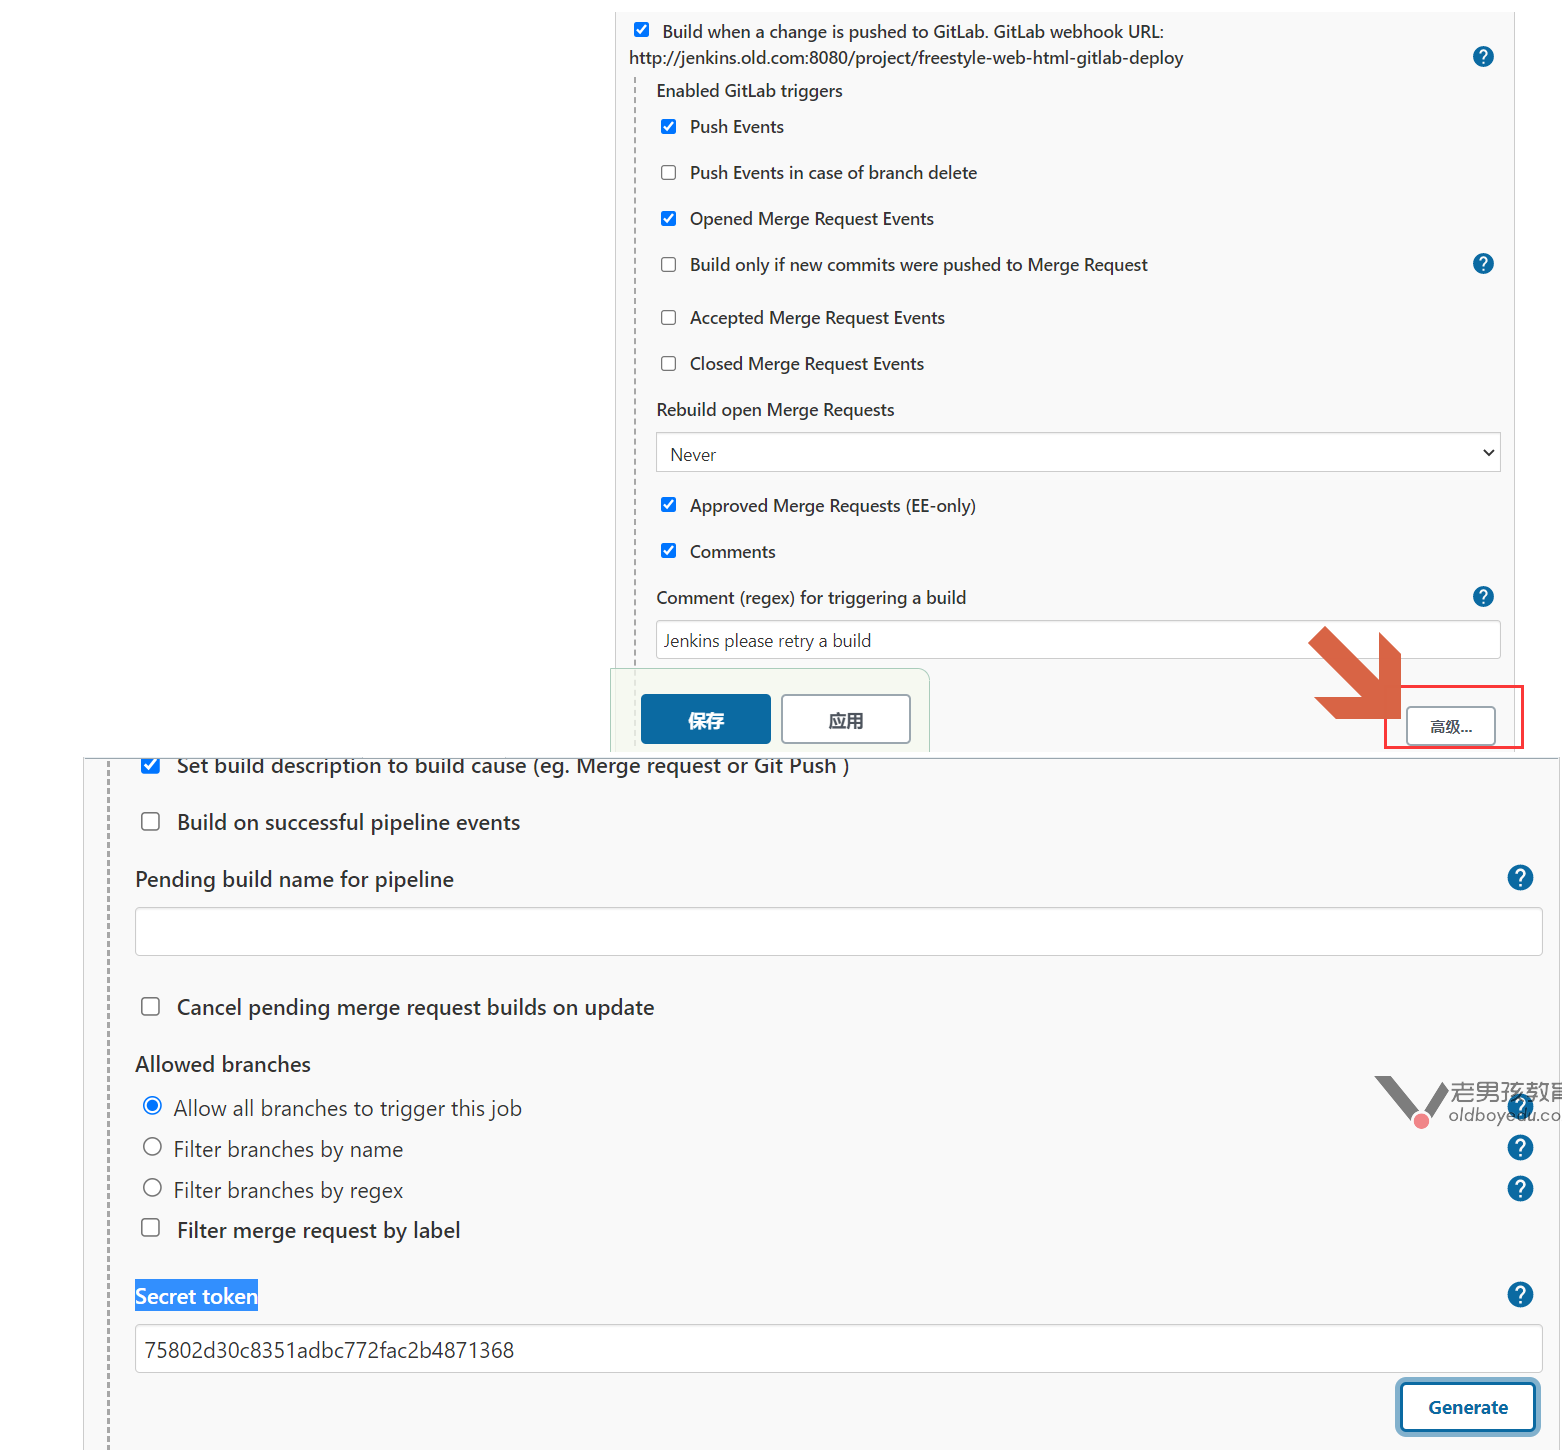 Build when a change is pushed to GitLab. GitLab webhook URL:
http://jenkins.old.com:8080/project/freestyle-web-html-gitlab-deploy
Enabled GitLab triggers
Push Events
Push Events in case of branch delete
Opened Merge Request Events
Build only if new commits were pushed to Merge Request
Accepted Merge Request Events
Closed Merge Request Events
Rebuild open Merge Requests
Never
Approved Merge Requests (EE-only)
Comments
Comment (regex) for triggering a build
Jenkins please retry a build
保存
应用
高级...
Set build description to build cause (eg. Merge request or Git Push )
Build on successful pipeline events
Pending build name for pipeline
Cancel pending merge request builds on update
Allowed branches
Allow all branches to trigger this job
老男孩教育
oldboyedu.co
Filter branches by name
Filter branches by regex
Filter merge request by label
Secret token
75802d30c8351adbc772fac2b4871368
Generate